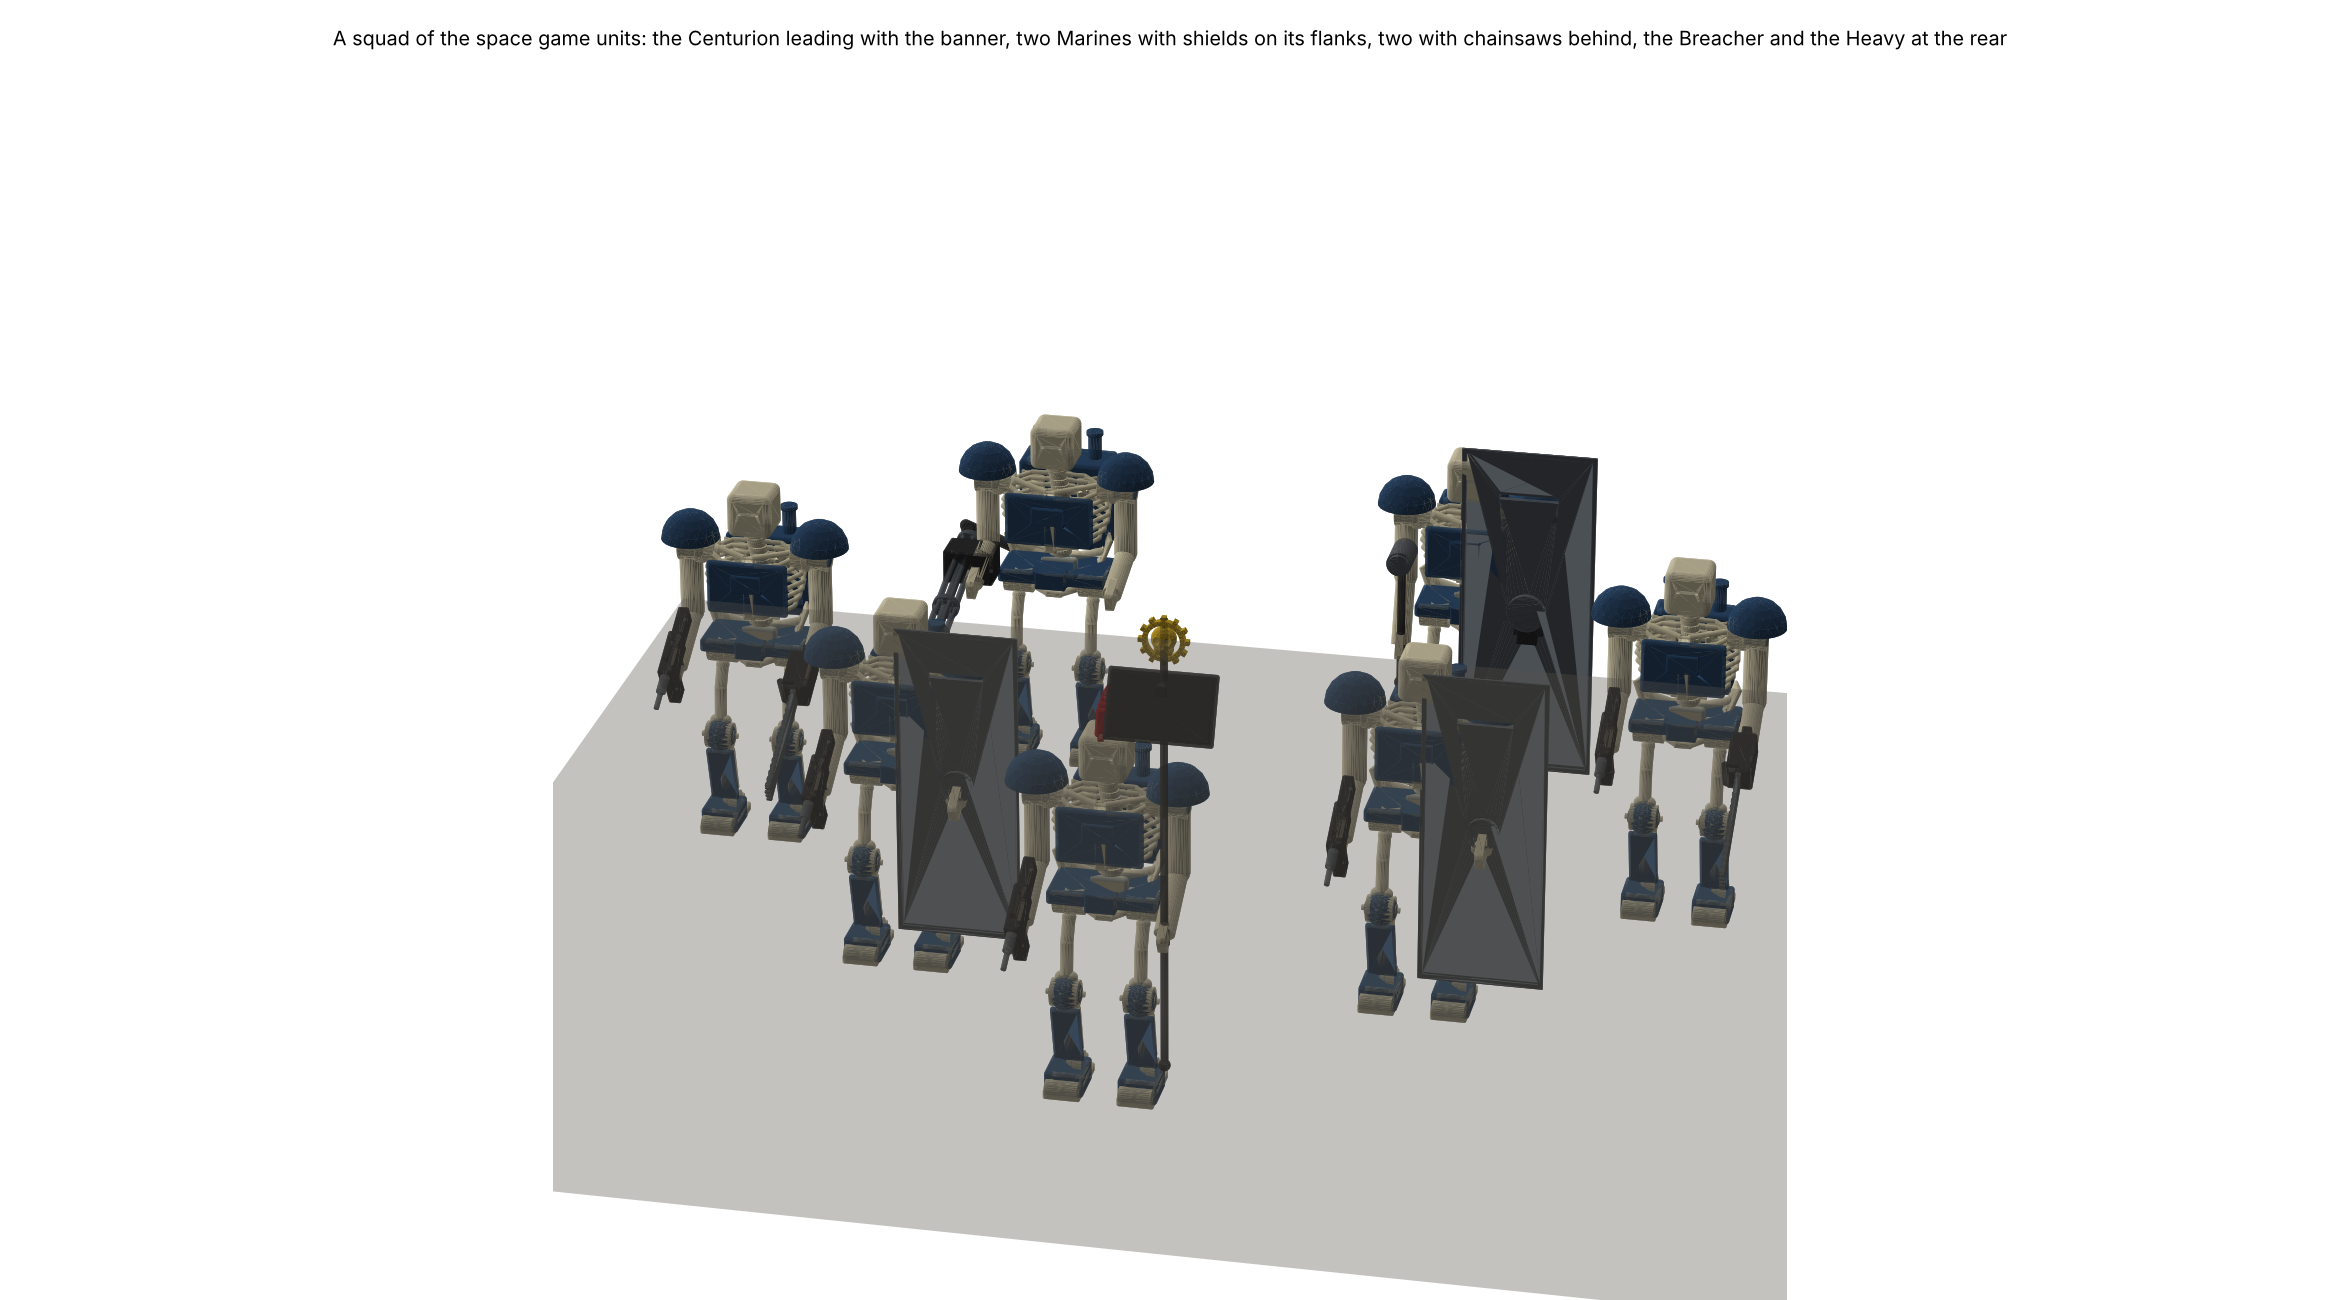 A squad of the space game units: the Centurion leading with the banner, two Marines with shields on its flanks, two with chainsaws behind, the Breacher and the Heavy at the rear